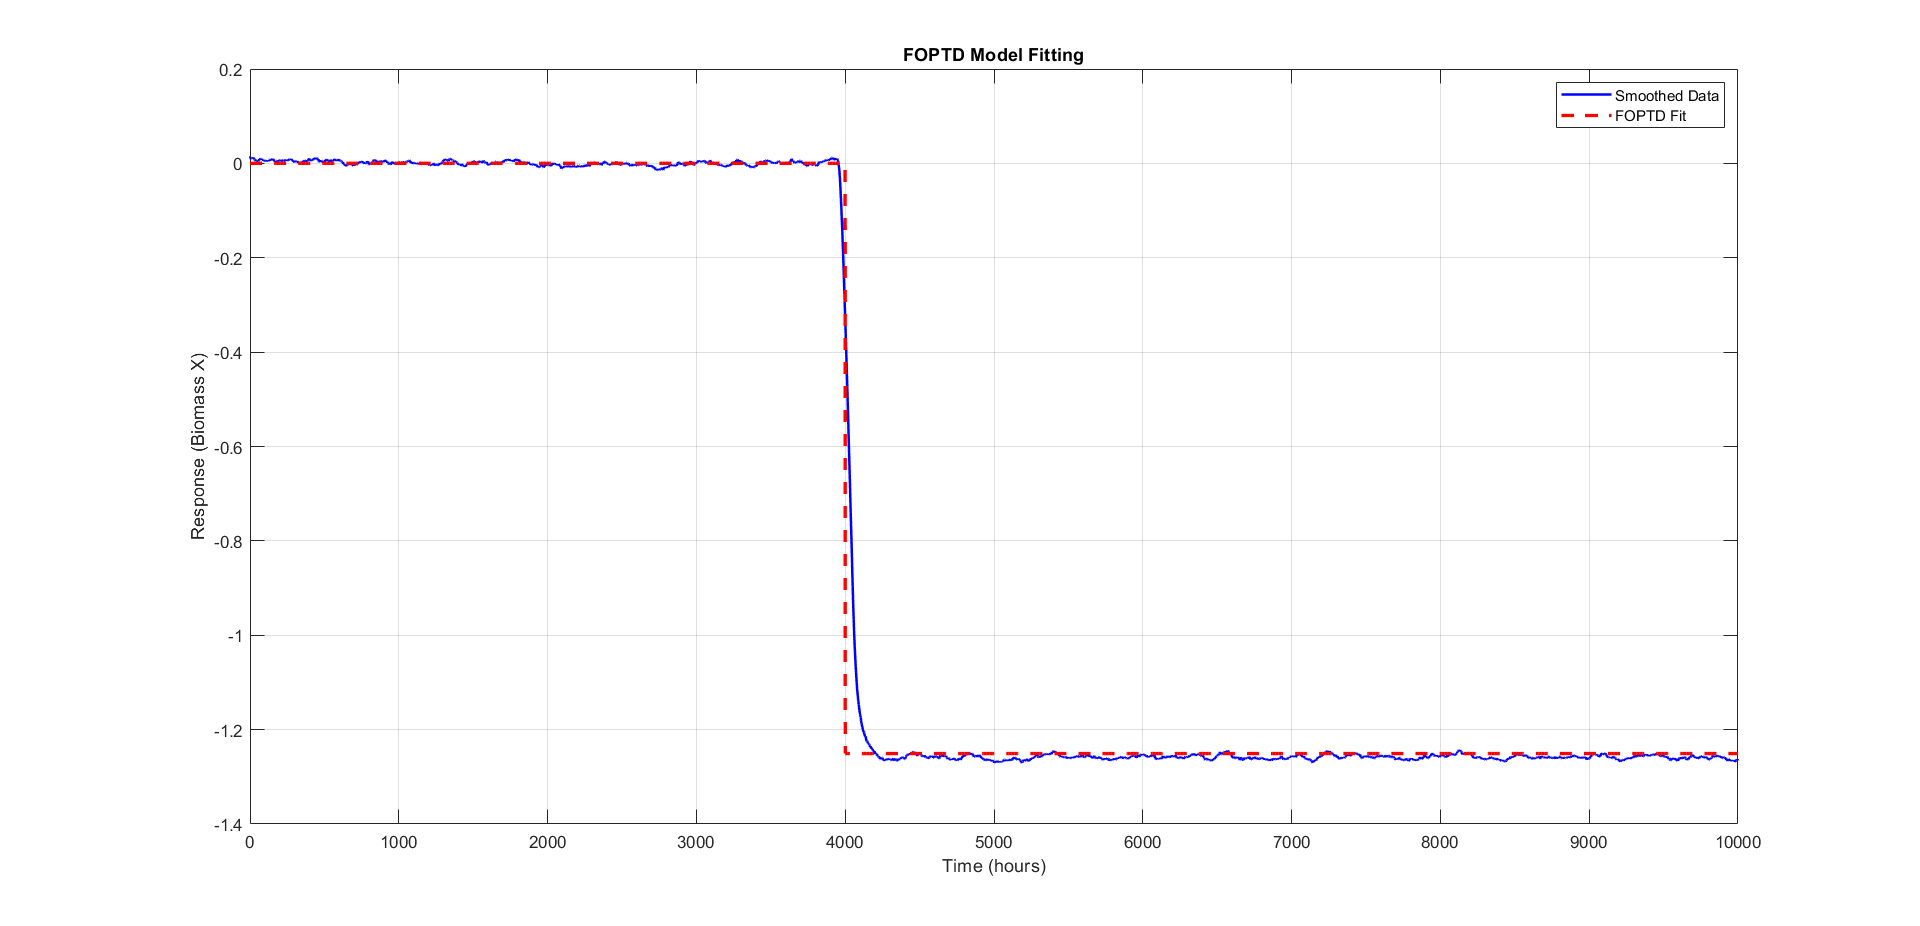 FOPTD Model Fitting
Smoothed Data
FOPTD Fit
Response (Biomass X)
0.2
0
-0.2
-0.4
-0.6
-0.8
-1
-1.2
-1.4
0 1000 2000 3000 4000 5000 6000 7000 8000 9000 10000
Time (hours)